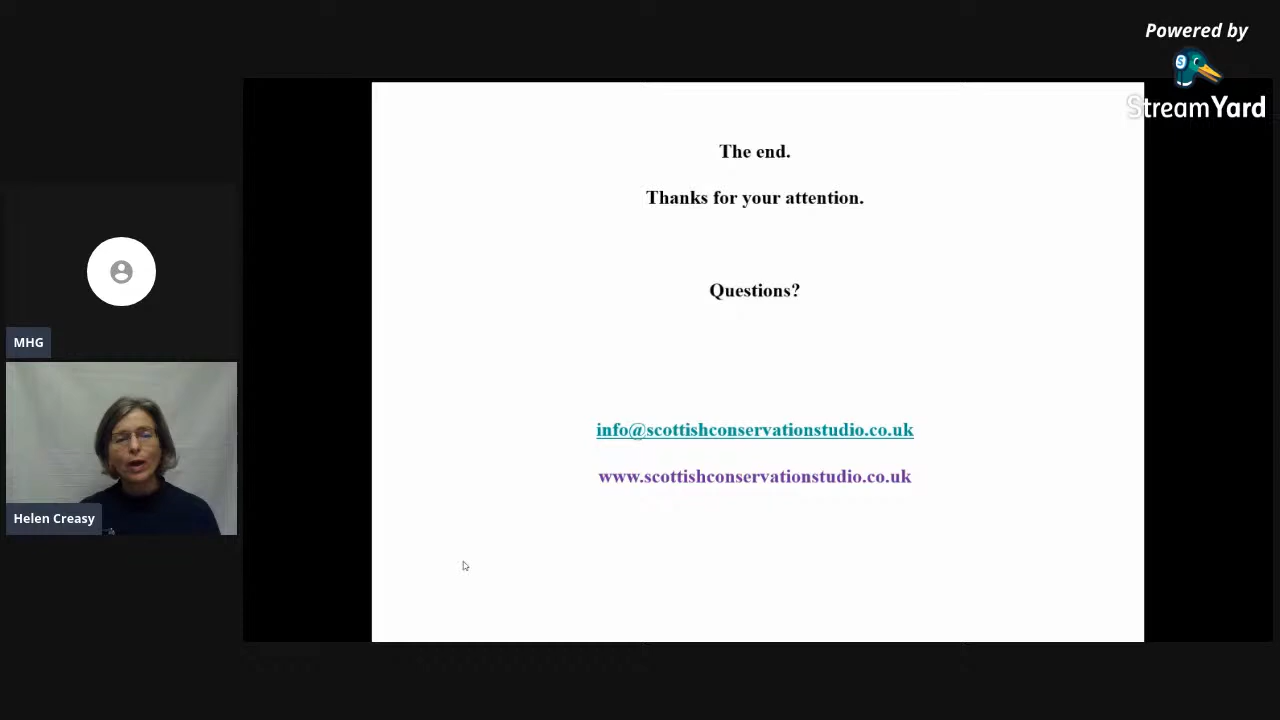 Powered by
StreamYard
The end.
Thanks for your attention.
Questions?
info@scottishconservationstudio.co.uk
www.scottishconservationstudio.co.uk
MHG
Helen Creasy